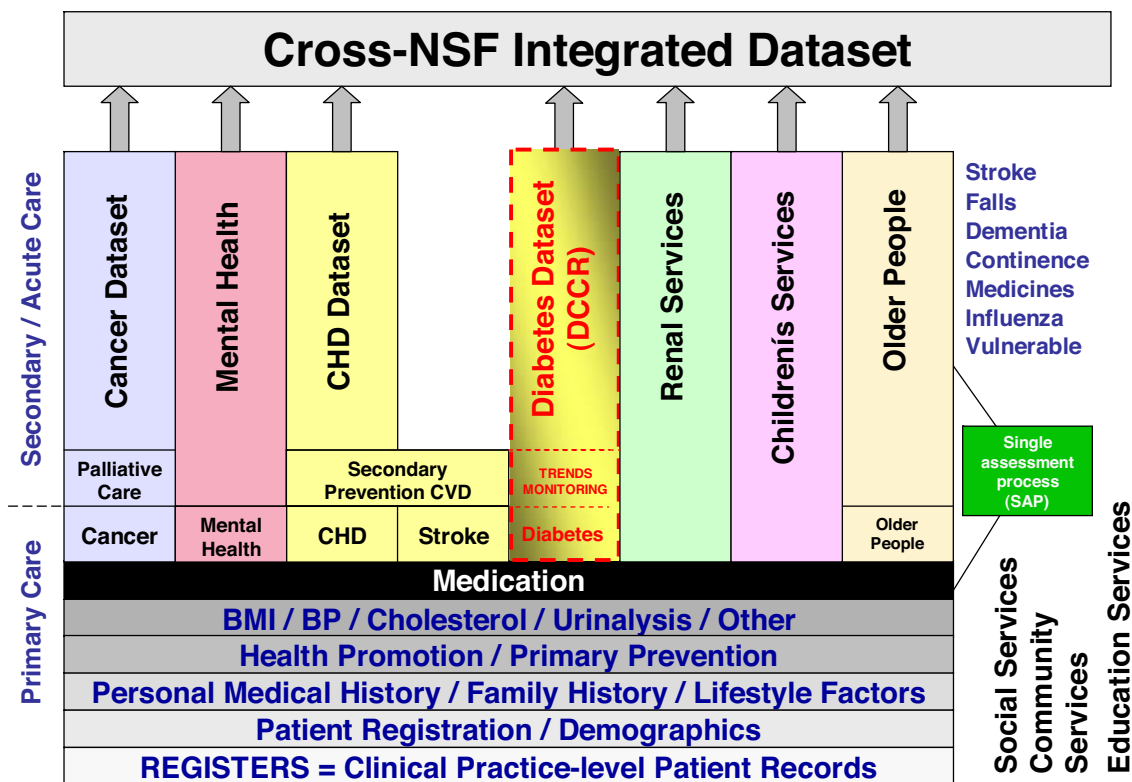 Cross-NSF Integrated Dataset
Secondary / Acute Care
Primary Care
Cancer Dataset
Mental Health
CHD Dataset
Diabetes Dataset
(DCCR)
Renal Services
Childrenís Services
Older People
Stroke
Falls
Dementia
Continence
Medicines
Influenza
Vulnerable
Palliative
Care
Secondary
Prevention CVD
TRENDS
MONITORING
Single
assessment
process
(SAP)
Cancer
Mental
Health
CHD
Stroke
Diabetes
Older
People
Medication
BMI / BP / Cholesterol / Urinalysis / Other
Health Promotion / Primary Prevention
Personal Medical History / Family History / Lifestyle Factors
Patient Registration / Demographics
REGISTERS = Clinical Practice-level Patient Records
Social Services
Community
Services
Education Services